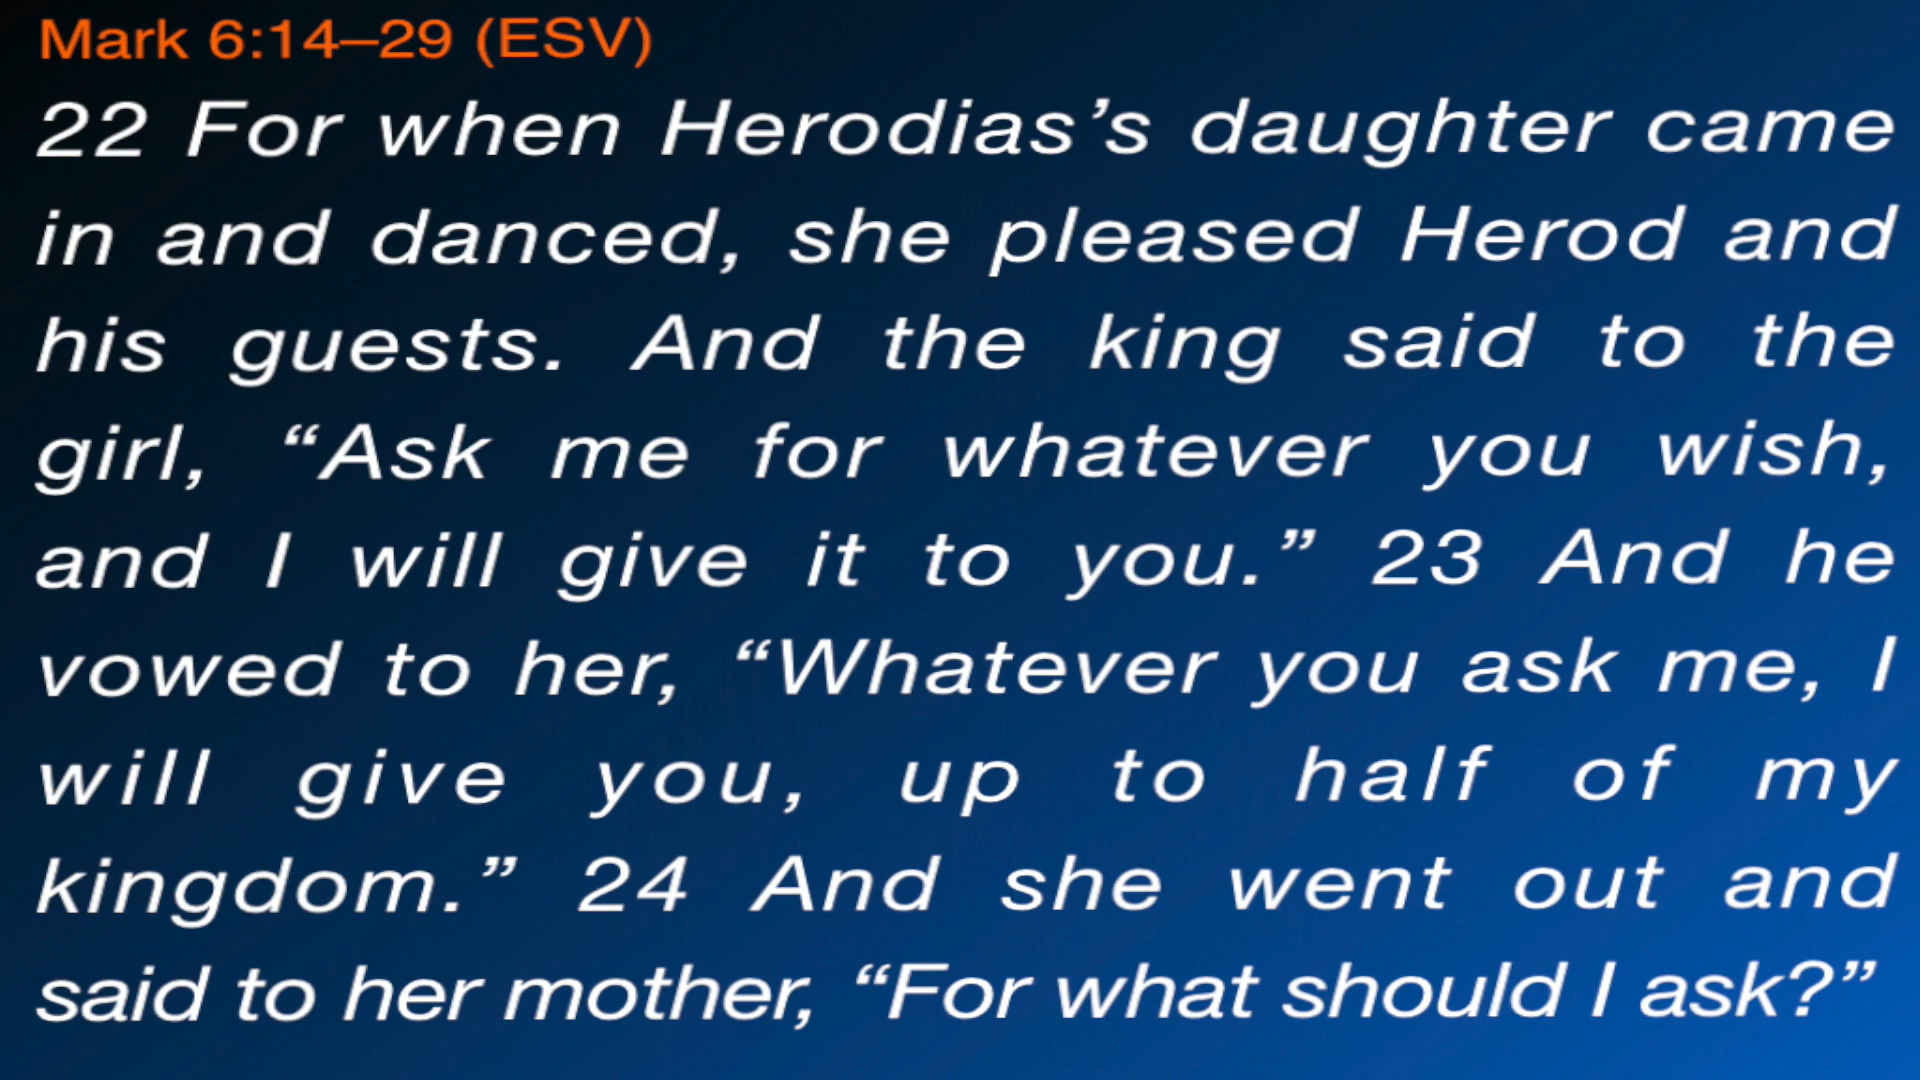 Mark 6:14–29 (ESV)
22 For when Herodias’s daughter came
in and danced, she pleased Herod and
his guests. And the king said to the
girl, “Ask me for whatever you wish,
and I will give it to you.” 23 And he
vowed to her, “Whatever you ask me, I
will give you, up to half of my
kingdom.” 24 And she went out and
said to her mother, “For what should I ask?”